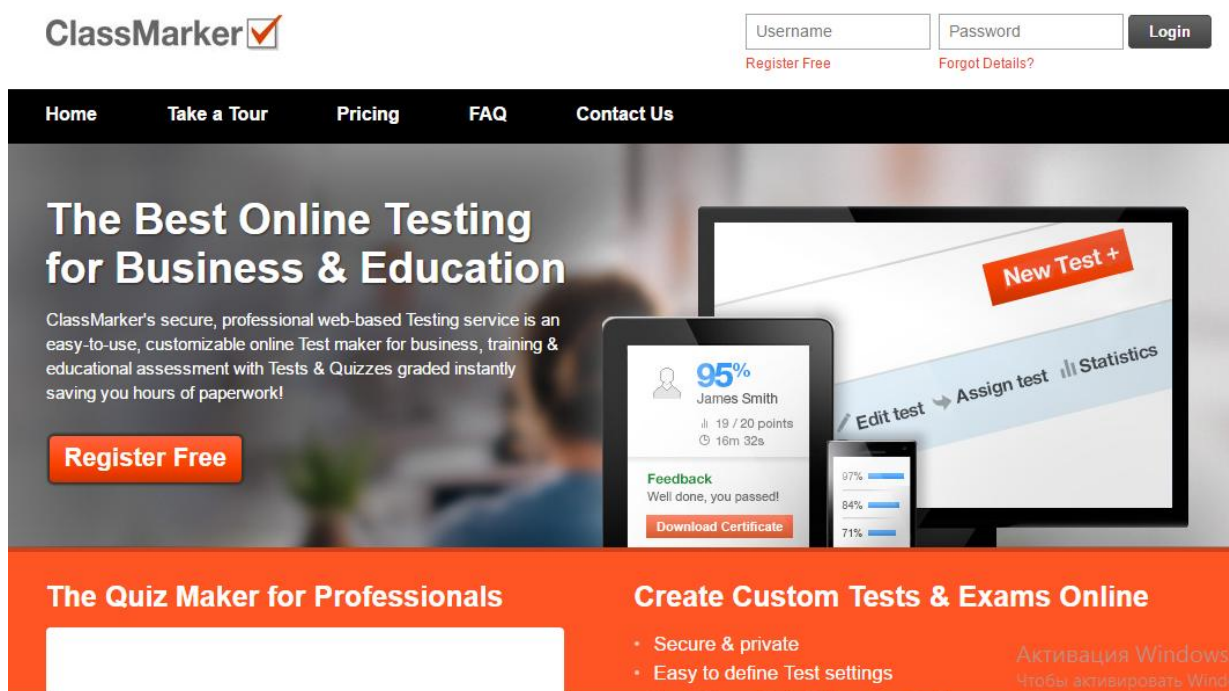 ClassMarker
Username
Password
Login
Register Free
Forgot Details?
Home
Take a Tour
Pricing
FAQ
Contact Us
The Best Online Testing
for Business & Education
ClassMarker's secure, professional web-based Testing service is an
easy-to-use, customizable online Test maker for business, training &
educational assessment with Tests & Quizzes graded instantly
saving you hours of paperwork!
Register Free
New Test +
Edit test
Assign test
Statistics
95%
James Smith
19 / 20 points
16m 32s
Feedback
Well done, you passed!
Download Certificate
97%
84%
71%
The Quiz Maker for Professionals
Create Custom Tests & Exams Online
• Secure & private
• Easy to define Test settings
Активация Windows
Чтобы активировать Wind